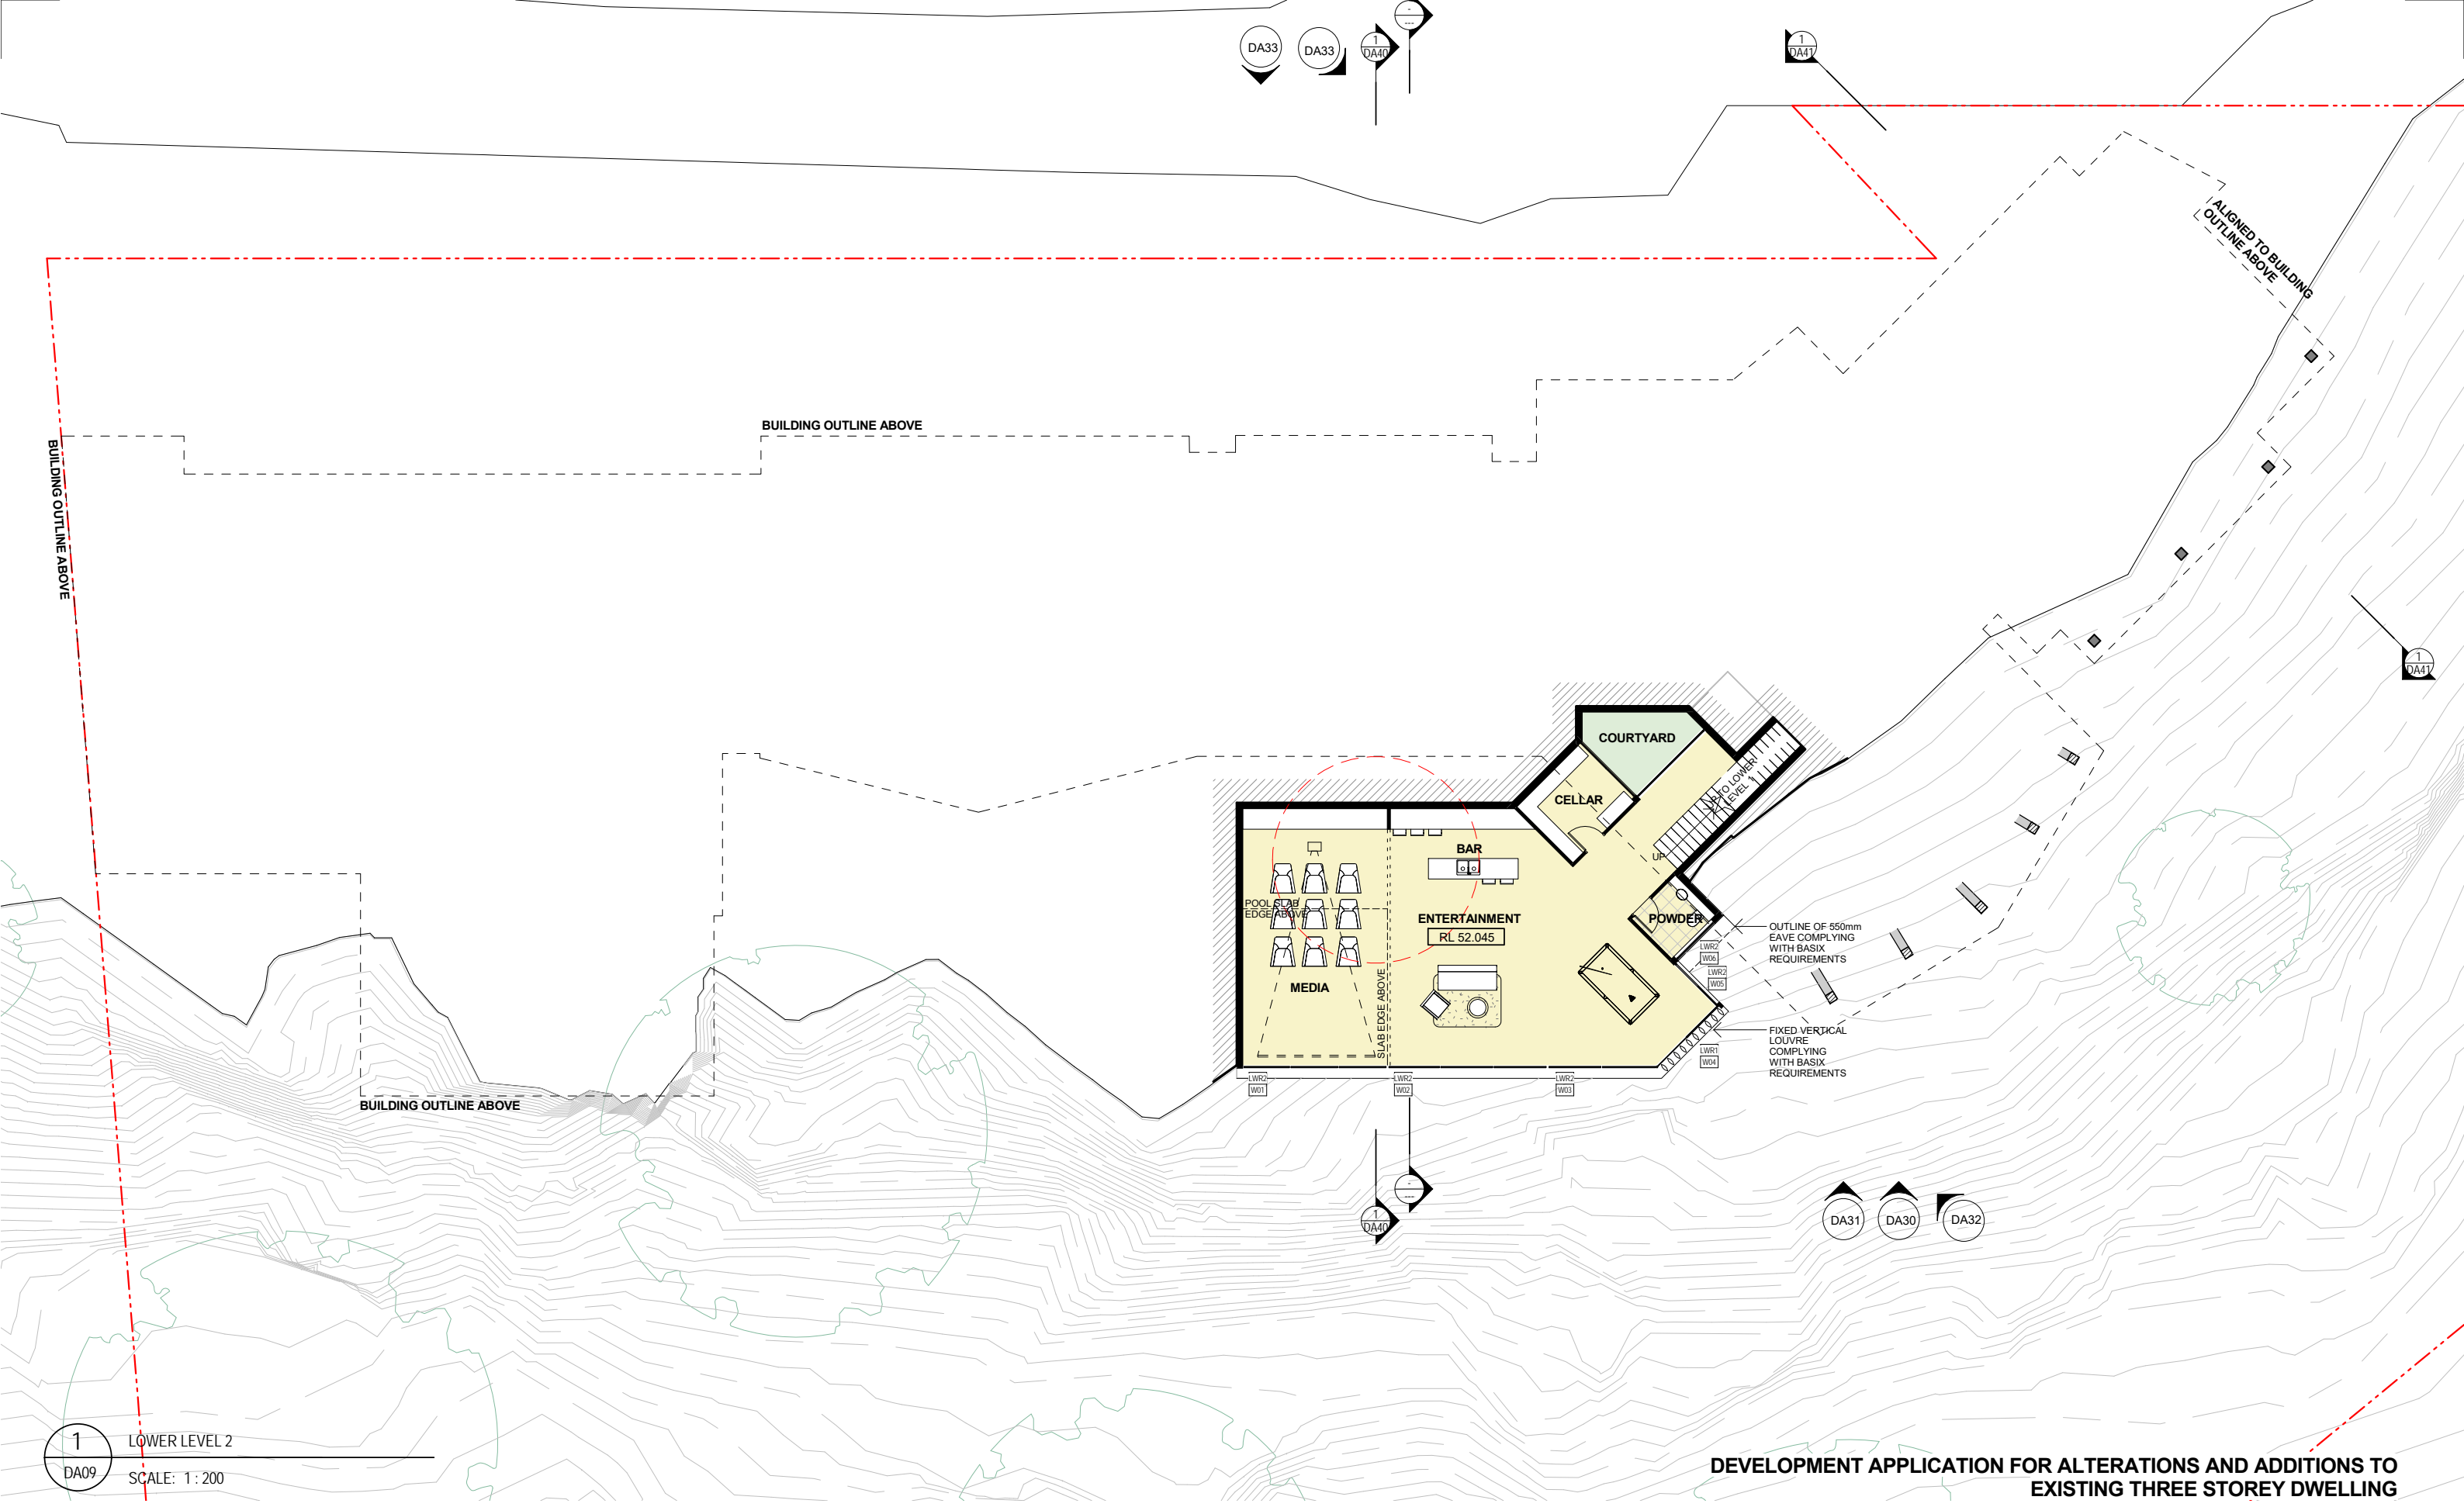 -
---
DA33
DA33
1
DA40
1
DA41
ALIGNED TO BUILDING
OUTLINE ABOVE
BUILDING OUTLINE ABOVE
BUILDING OUTLINE ABOVE
1
DA41
COURTYARD
UP TO LOWER
LEVEL 1
CELLAR
BAR
UP
POOL SLAB
EDGE ABOVE
ENTERTAINMENT
RL 52.045
POWDER
OUTLINE OF 550mm
EAVE COMPLYING
WITH BASIX
REQUIREMENTS
LWR2
W06
LWR2
W05
MEDIA
SLAB EDGE ABOVE
FIXED VERTICAL
LOUVRE
COMPLYING
WITH BASIX
REQUIREMENTS
LWR1
W04
LWR2
W01
LWR2
W02
LWR2
W03
BUILDING OUTLINE ABOVE
-
---
1
DA40
DA31
DA30
DA32
1
DA09
LOWER LEVEL 2
SCALE: 1 : 200
DEVELOPMENT APPLICATION FOR ALTERATIONS AND ADDITIONS TO
EXISTING THREE STOREY DWELLING